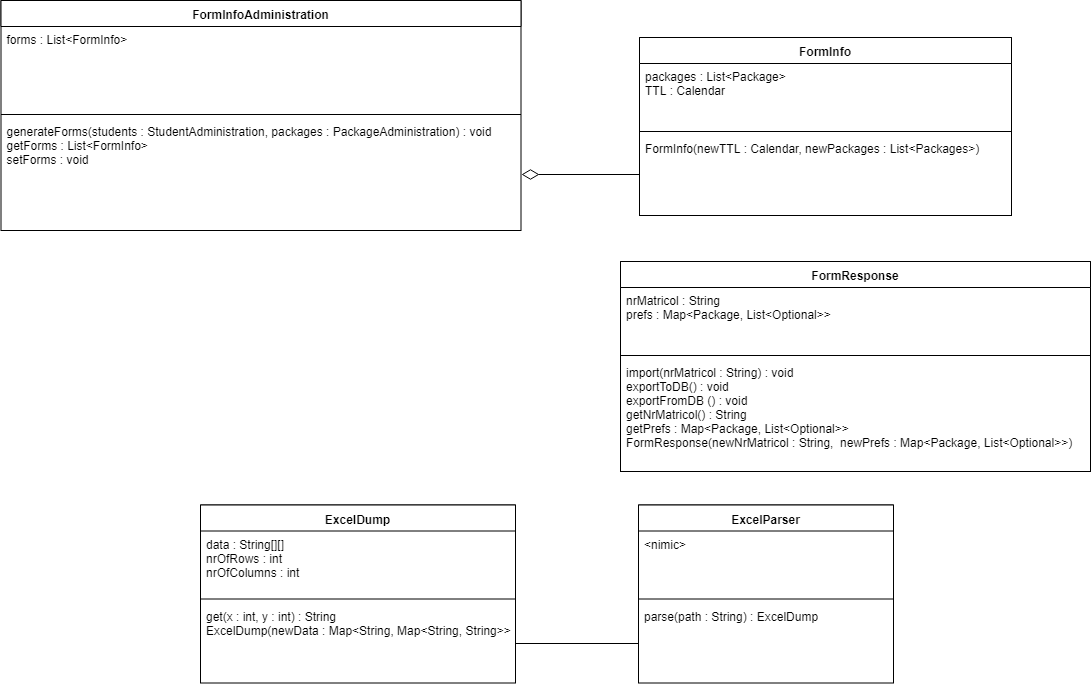 FormInfoAdministration
forms : List<FormInfo>
generateForms(students : StudentAdministration, packages : PackageAdministration) : void
getForms : List<FormInfo>
setForms : void
FormInfo
packages : List<Package>
TTL : Calendar
FormInfo(newTTL : Calendar, newPackages : List<Packages>)
FormResponse
nrMatricol : String
prefs : Map<Package, List<Optional>>
import(nrMatricol : String) : void
exportToDB() : void
exportFromDB () : void
getNrMatricol() : String
getPrefs : Map<Package, List<Optional>>
FormResponse(newNrMatricol : String,  newPrefs : Map<Package, List<Optional>>)
ExcelDump
data : String[][]
nrOfRows : int
nrOfColumns : int
get(x : int, y : int) : String
ExcelDump(newData : Map<String, Map<String, String>>
ExcelParser
<nimic>
parse(path : String) : ExcelDump